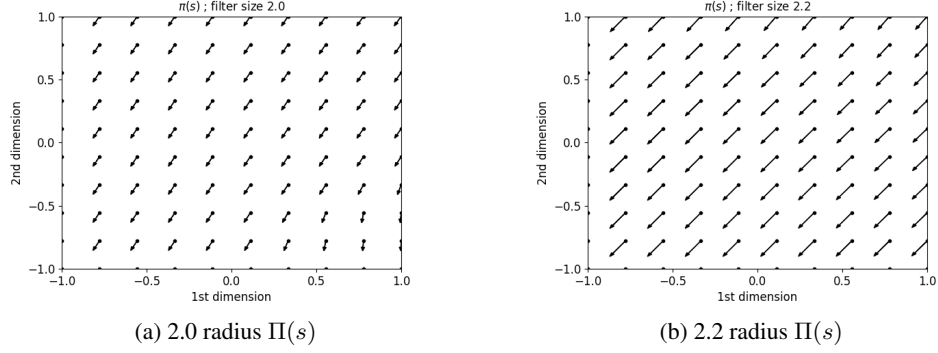 π(s) ; filter size 2.0
1.0
0.5
0.0
−0.5
−1.0
2nd dimension
−1.0 −0.5 0.0 0.5 1.0
1st dimension
(a) 2.0 radius Π(s)
π(s) ; filter size 2.2
1.0
0.5
0.0
−0.5
−1.0
2nd dimension
−1.0 −0.5 0.0 0.5 1.0
1st dimension
(b) 2.2 radius Π(s)